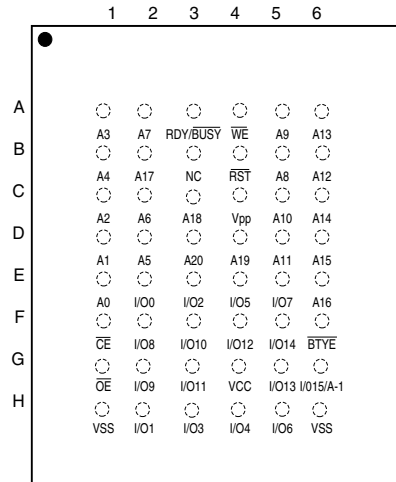 1 2 3 4 5 6
A
A3 A7 RDY/BUSY WE A9 A13
B
A4 A17 NC RST A8 A12
C
A2 A6 A18 Vpp A10 A14
D
A1 A5 A20 A19 A11 A15
E
A0 I/O0 I/O2 I/O5 I/O7 A16
F
CE I/O8 I/O10 I/O12 I/O14 BTYE
G
OE I/O9 I/O11 VCC I/O13 I/015/A-1
H
VSS I/O1 I/O3 I/O4 I/O6 VSS